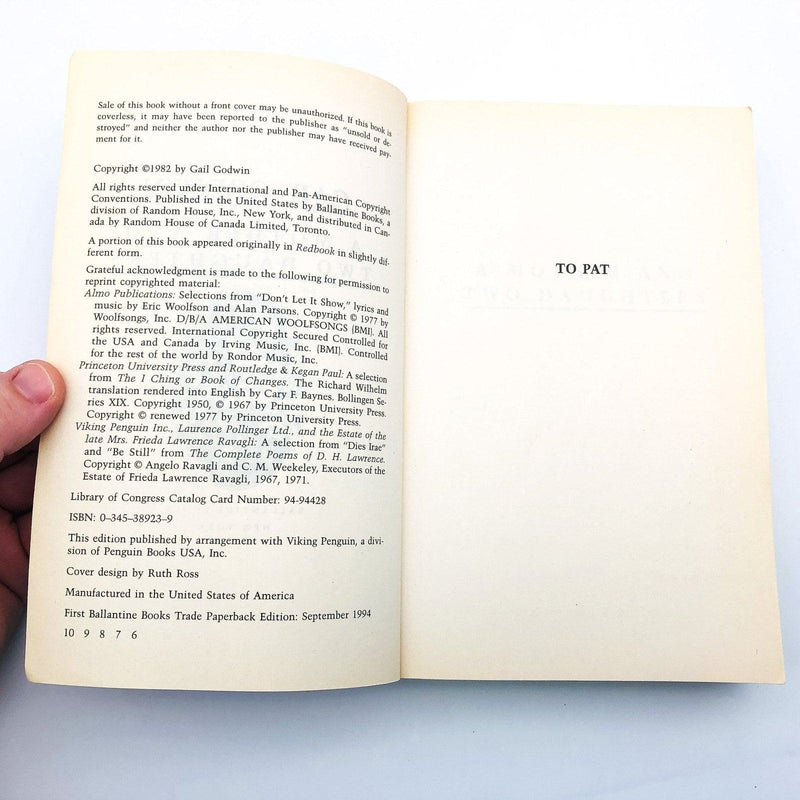 Sale of this book without a front cover may be unauthorized. If this book is
coverless, it may have been reported to the publisher as "unsold or de-
stroyed" and neither the author nor the publisher may have received pay-
ment for it.
Copyright ©1982 by Gail Godwin
All rights reserved under International and Pan-American Copyright
Conventions. Published in the United States by Ballantine Books, a
division of Random House, Inc., New York, and distributed in Can-
ada by Random House of Canada Limited, Toronto.
A portion of this book appeared originally in Redbook in slightly dif-
ferent form.
Grateful acknowledgment is made to the following for permission to
reprint copyrighted material:
Almo Publications: Selections from "Don't Let It Show," lyrics and
music by Eric Woolfson and Alan Parsons. Copyright © 1977 by
Woolfsongs, Inc. D/B/A AMERICAN WOOLFSONGS (BMI). All
rights reserved. International Copyright Secured Controlled for
the USA and Canada by Irving Music, Inc. (BMI). Controlled
for the rest of the world by Rondor Music, Inc.
Princeton University Press and Routledge & Kegan Paul: A selection
from The I Ching or Book of Changes. The Richard Wilhelm
translation rendered into English by Cary F. Baynes. Bollingen Se-
ries XIX. Copyright 1950, © 1967 by Princeton University Press.
Copyright © renewed 1977 by Princeton University Press.
Viking Penguin Inc., Laurence Pollinger Ltd., and the Estate of the
late Mrs. Frieda Lawrence Ravagli: A selection from "Dies Irae"
and "Be Still" from The Complete Poems of D. H. Lawrence.
Copyright © Angelo Ravagli and C. M. Weekeley, Executors of the
Estate of Frieda Lawrence Ravagli, 1967, 1971.
Library of Congress Catalog Card Number: 94-94428
ISBN: 0-345-38923-9
This edition published by arrangement with Viking Penguin, a divi-
sion of Penguin Books USA, Inc.
Cover design by Ruth Ross
Manufactured in the United States of America
First Ballantine Books Trade Paperback Edition: September 1994
10 9 8 7 6
TO PAT